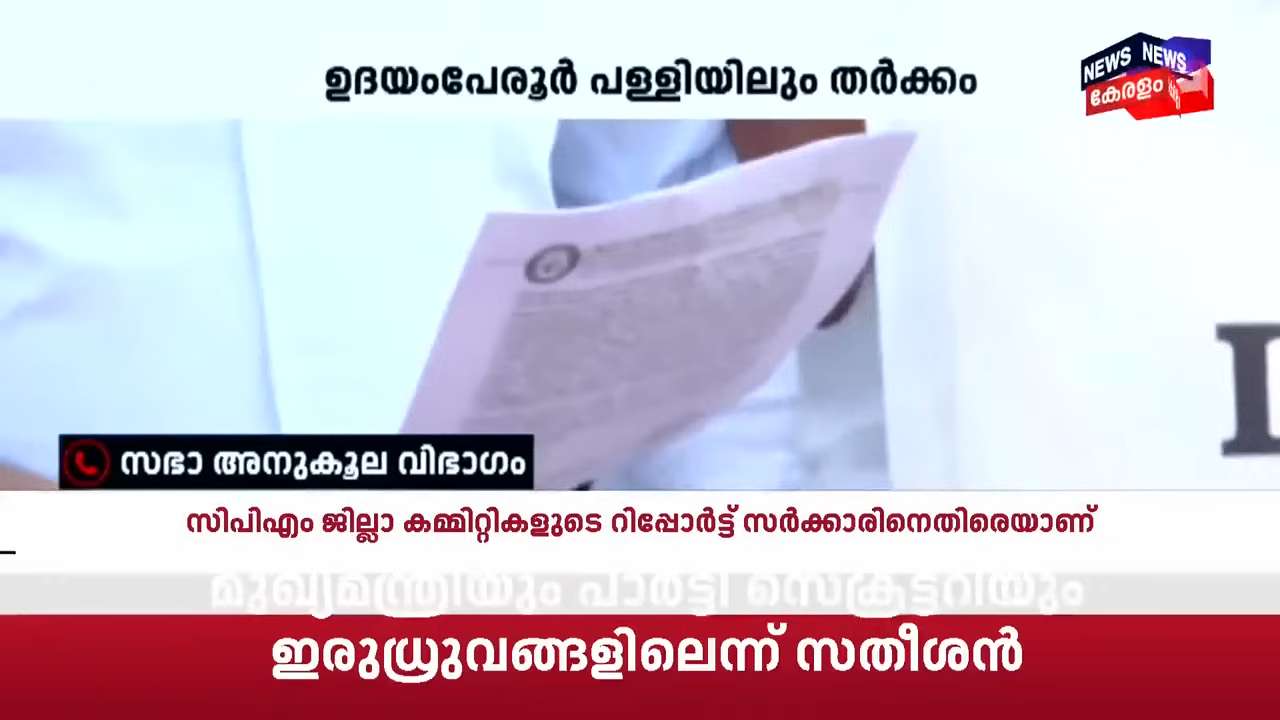 ഉദയംപേരൂർ പള്ളിയിലും തർക്കം
NEWS NEWS
കേരളം
സഭാ അനുകൂല വിഭാഗം
സിപിഎം ജില്ലാ കമ്മിറ്റികളുടെ റിപ്പോർട്ട് സർക്കാരിനെതിരെയാണ്
മുഖ്യമന്ത്രിയും പാർട്ടി സെക്രട്ടറിയും
ഇരുധ്രുവങ്ങളിലെന്ന് സതീശൻ